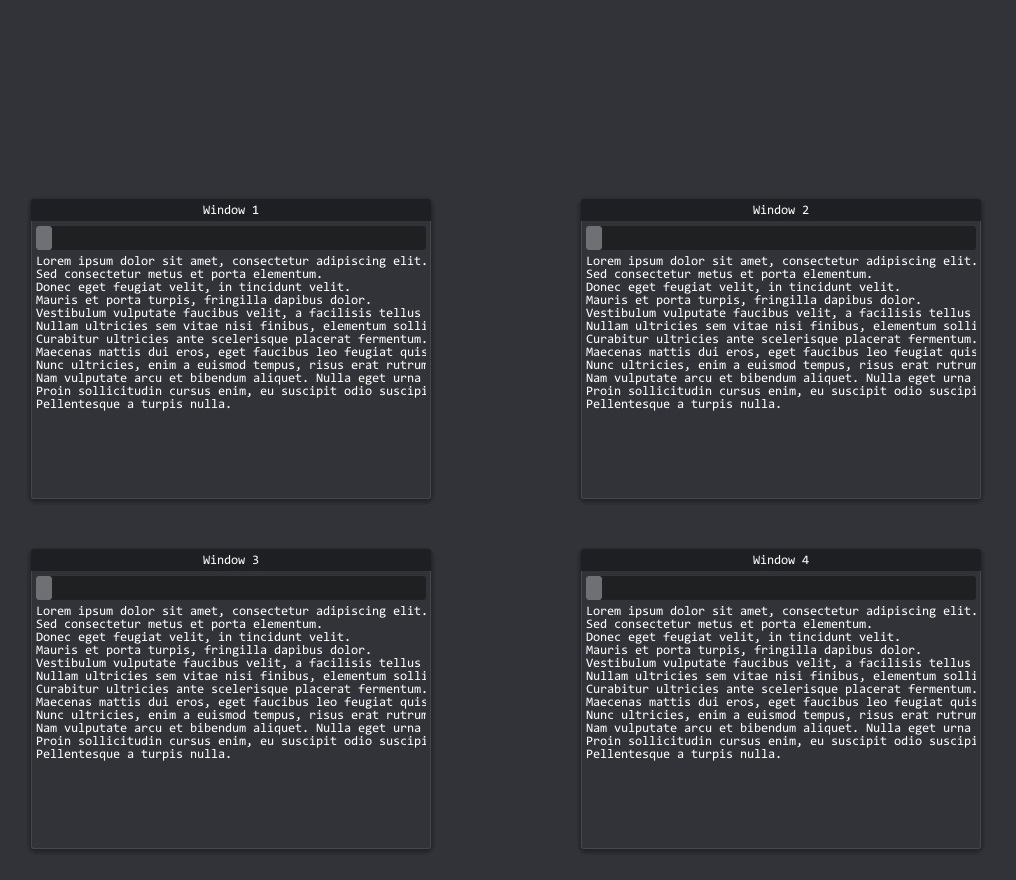 Window 1
Lorem ipsum dolor sit amet, consectetur adipiscing elit.
Sed consectetur metus et porta elementum.
Donec eget feugiat velit, in tincidunt velit.
Mauris et porta turpis, fringilla dapibus dolor.
Vestibulum vulputate faucibus velit, a facilisis tellus
Nullam ultricies sem vitae nisi finibus, elementum solli
Curabitur ultricies ante scelerisque placerat fermentum.
Maecenas mattis dui eros, eget faucibus leo feugiat quis
Nunc ultricies, enim a euismod tempus, risus erat rutrum
Nam vulputate arcu et bibendum aliquet. Nulla eget urna
Proin sollicitudin cursus enim, eu suscipit odio suscipi
Pellentesque a turpis nulla.
Window 2
Lorem ipsum dolor sit amet, consectetur adipiscing elit.
Sed consectetur metus et porta elementum.
Donec eget feugiat velit, in tincidunt velit.
Mauris et porta turpis, fringilla dapibus dolor.
Vestibulum vulputate faucibus velit, a facilisis tellus
Nullam ultricies sem vitae nisi finibus, elementum solli
Curabitur ultricies ante scelerisque placerat fermentum.
Maecenas mattis dui eros, eget faucibus leo feugiat quis
Nunc ultricies, enim a euismod tempus, risus erat rutrum
Nam vulputate arcu et bibendum aliquet. Nulla eget urna
Proin sollicitudin cursus enim, eu suscipit odio suscipi
Pellentesque a turpis nulla.
Window 3
Lorem ipsum dolor sit amet, consectetur adipiscing elit.
Sed consectetur metus et porta elementum.
Donec eget feugiat velit, in tincidunt velit.
Mauris et porta turpis, fringilla dapibus dolor.
Vestibulum vulputate faucibus velit, a facilisis tellus
Nullam ultricies sem vitae nisi finibus, elementum solli
Curabitur ultricies ante scelerisque placerat fermentum.
Maecenas mattis dui eros, eget faucibus leo feugiat quis
Nunc ultricies, enim a euismod tempus, risus erat rutrum
Nam vulputate arcu et bibendum aliquet. Nulla eget urna
Proin sollicitudin cursus enim, eu suscipit odio suscipi
Pellentesque a turpis nulla.
Window 4
Lorem ipsum dolor sit amet, consectetur adipiscing elit.
Sed consectetur metus et porta elementum.
Donec eget feugiat velit, in tincidunt velit.
Mauris et porta turpis, fringilla dapibus dolor.
Vestibulum vulputate faucibus velit, a facilisis tellus
Nullam ultricies sem vitae nisi finibus, elementum solli
Curabitur ultricies ante scelerisque placerat fermentum.
Maecenas mattis dui eros, eget faucibus leo feugiat quis
Nunc ultricies, enim a euismod tempus, risus erat rutrum
Nam vulputate arcu et bibendum aliquet. Nulla eget urna
Proin sollicitudin cursus enim, eu suscipit odio suscipi
Pellentesque a turpis nulla.